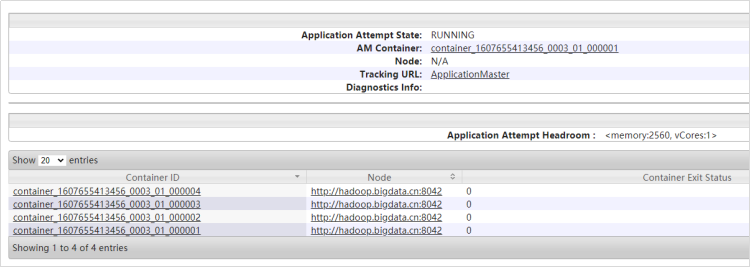 Application Attempt State: RUNNING
AM Container: container_1607655413456_0003_01_000001
Node: N/A
Tracking URL: ApplicationMaster
Diagnostics Info:
Application Attempt Headroom : <memory:2560, vCores:1>
Show 20 entries
Container ID Node Container Exit Status
container_1607655413456_0003_01_000004 http://hadoop.bigdata.cn:8042 0
container_1607655413456_0003_01_000003 http://hadoop.bigdata.cn:8042 0
container_1607655413456_0003_01_000002 http://hadoop.bigdata.cn:8042 0
container_1607655413456_0003_01_000001 http://hadoop.bigdata.cn:8042 0
Showing 1 to 4 of 4 entries